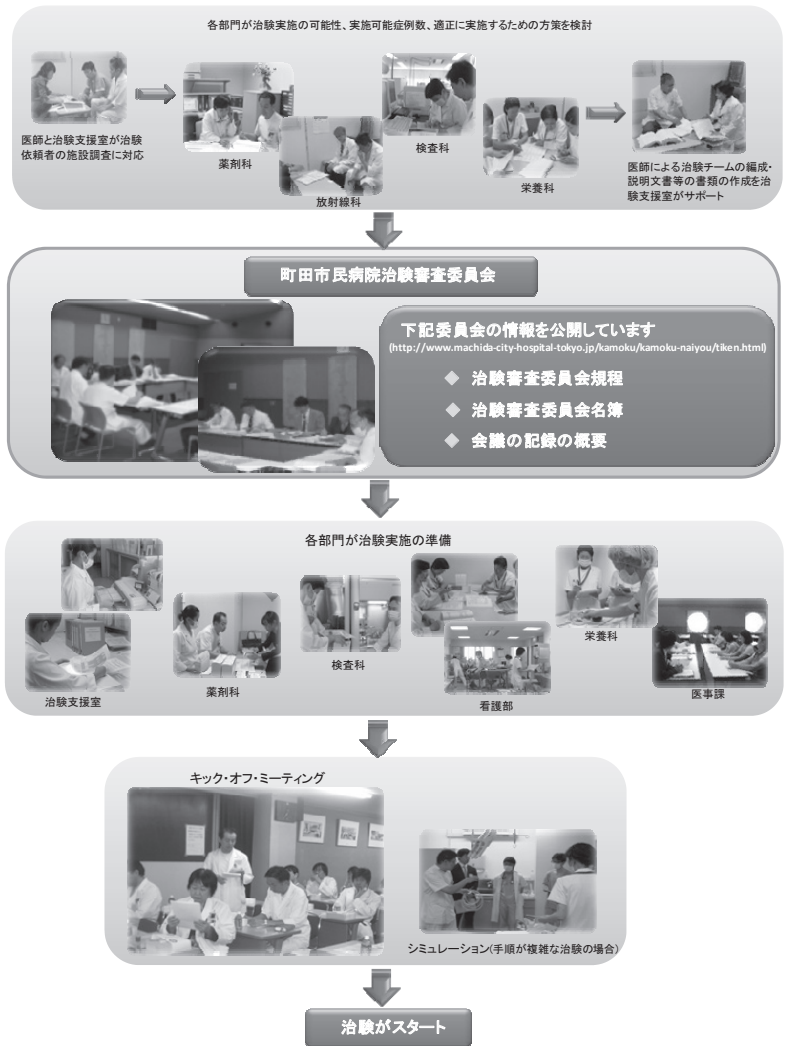 各部門が治験実施の可能性、実施可能症例数、適正に実施するための方策を検討
医師と治験支援室が治験
依頼者の施設調査に対応
薬剤科
放射線科
検査科
栄養科
医師による治験チームの編成・
説明文書等の書類の作成を治
験支援室がサポート
町田市民病院治験審査委員会
下記委員会の情報を公開しています
(http://www.machida-city-hospital-tokyo.jp/kamoku/kamoku-naiyou/tiken.html)
◆ 治験審査委員会規程
◆ 治験審査委員会名簿
◆ 会議の記録の概要
各部門が治験実施の準備
治験支援室
薬剤科
検査科
看護部
栄養科
医事課
キック・オフ・ミーティング
シミュレーション(手順が複雑な治験の場合)
治験がスタート